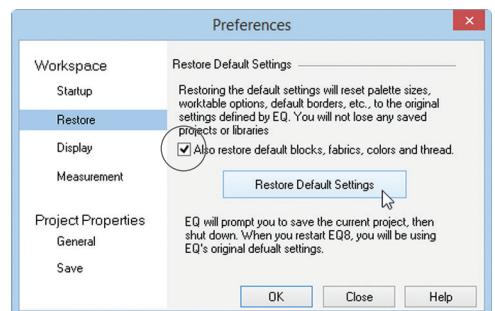 Preferences
Workspace
Startup
Restore
Display
Measurement
Project Properties
General
Save
Restore Default Settings
Restoring the default settings will reset palette sizes,
worktable options, default borders, etc., to the original
settings defined by EQ. You will not lose any saved
projects or libraries
Also restore default blocks, fabrics, colors and thread.
Restore Default Settings
EQ will prompt you to save the current project, then
shut down. When you restart EQ8, you will be using
EQ's original defualt settings.
OK
Close
Help